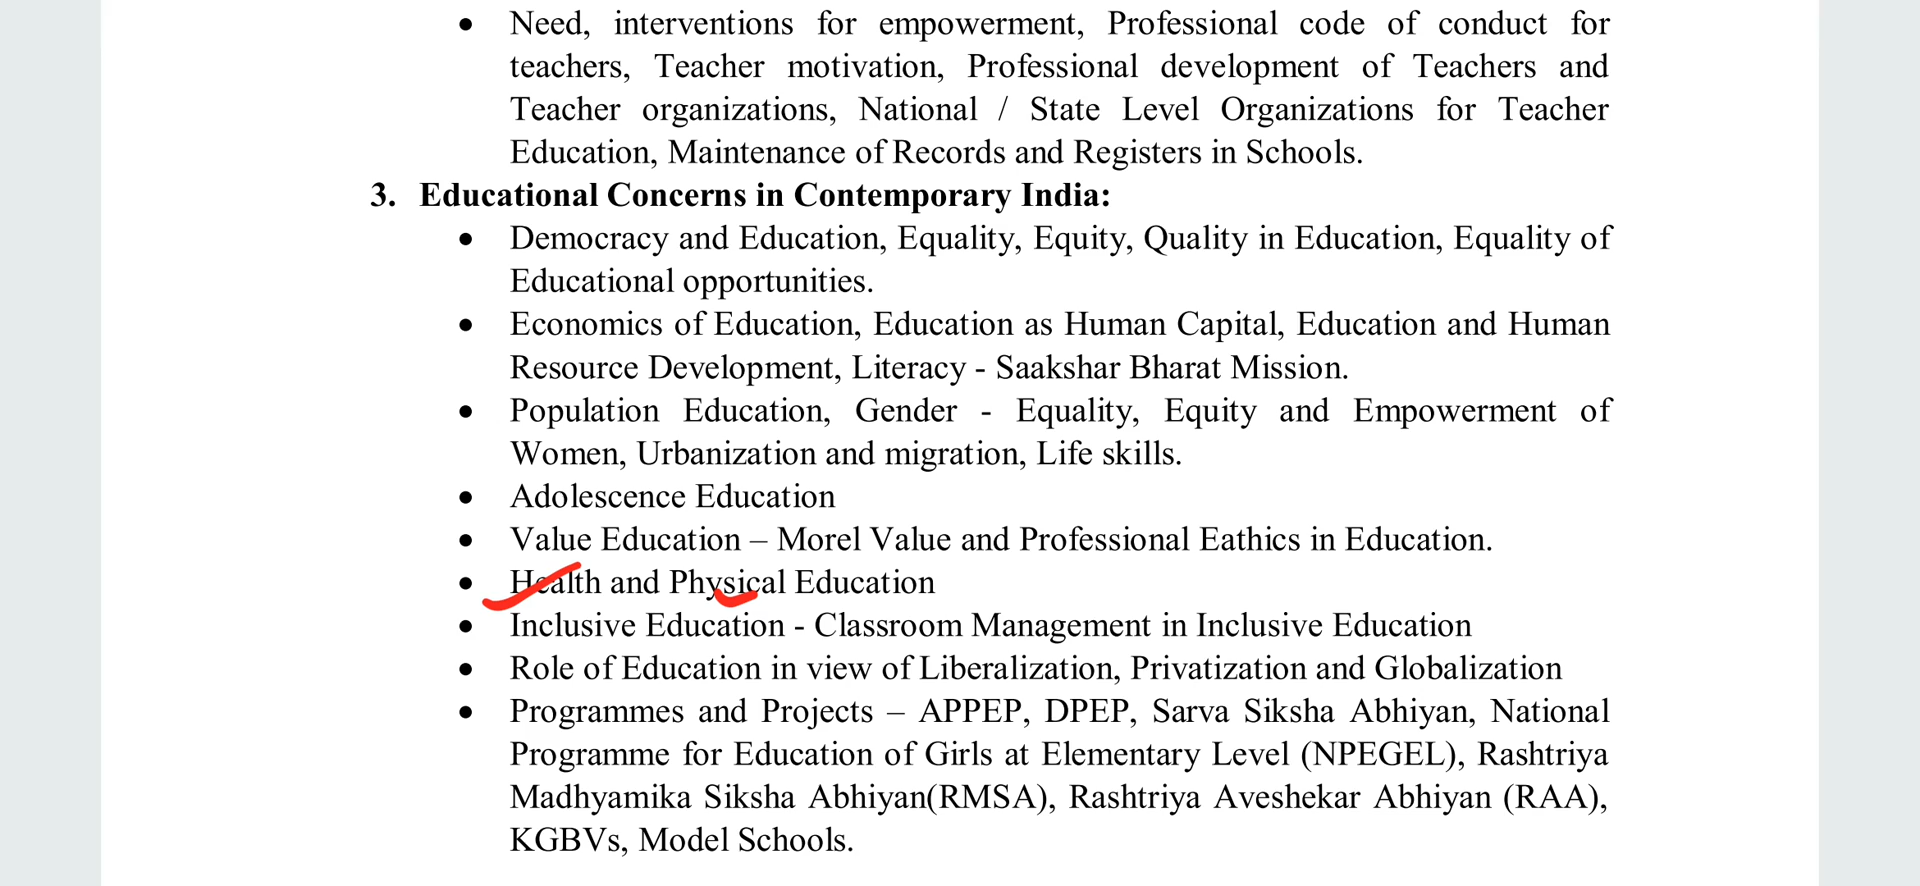 • Need, interventions for empowerment, Professional code of conduct for
teachers, Teacher motivation, Professional development of Teachers and
Teacher organizations, National / State Level Organizations for Teacher
Education, Maintenance of Records and Registers in Schools.
3. Educational Concerns in Contemporary India:
• Democracy and Education, Equality, Equity, Quality in Education, Equality of
Educational opportunities.
• Economics of Education, Education as Human Capital, Education and Human
Resource Development, Literacy - Saakshar Bharat Mission.
• Population Education, Gender - Equality, Equity and Empowerment of
Women, Urbanization and migration, Life skills.
• Adolescence Education
• Value Education – Morel Value and Professional Eathics in Education.
• Health and Physical Education
• Inclusive Education - Classroom Management in Inclusive Education
• Role of Education in view of Liberalization, Privatization and Globalization
• Programmes and Projects – APPEP, DPEP, Sarva Siksha Abhiyan, National
Programme for Education of Girls at Elementary Level (NPEGEL), Rashtriya
Madhyamika Siksha Abhiyan(RMSA), Rashtriya Aveshekar Abhiyan (RAA),
KGBVs, Model Schools.